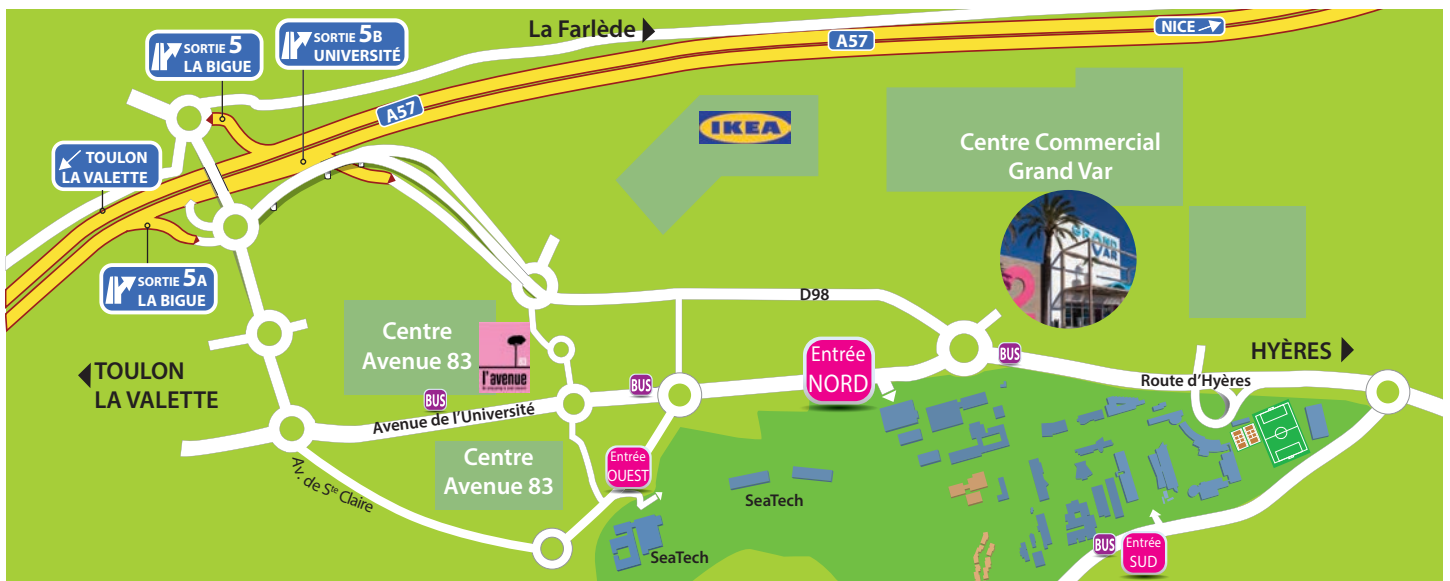 La Farlède
NICE
A57
SORTIE 5
LA BIGUE
SORTIE 5B
UNIVERSITÉ
A57
IKEA
Centre Commercial
Grand Var
TOULON
LA VALETTE
GRAND
VAR
SORTIE 5A
LA BIGUE
D98
Centre
Avenue 83
83
l'avenue
Entrée
NORD
BUS
HYÈRES
TOULON
LA VALETTE
BUS
BUS
Route d'Hyères
Avenue de l'Université
Centre
Avenue 83
Entrée
OUEST
Av. de Ste Claire
SeaTech
SeaTech
BUS
Entrée
SUD